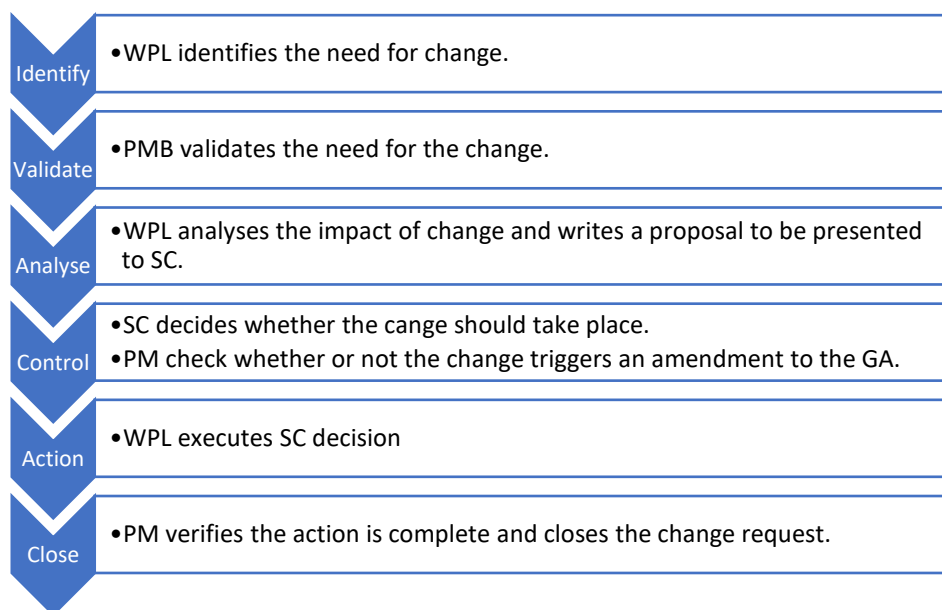 Identify
•WPL identifies the need for change.
Validate
•PMB validates the need for the change.
Analyse
•WPL analyses the impact of change and writes a proposal to be presented
to SC.
Control
•SC decides whether the cange should take place.
•PM check whether or not the change triggers an amendment to the GA.
Action
•WPL executes SC decision
Close
•PM verifies the action is complete and closes the change request.